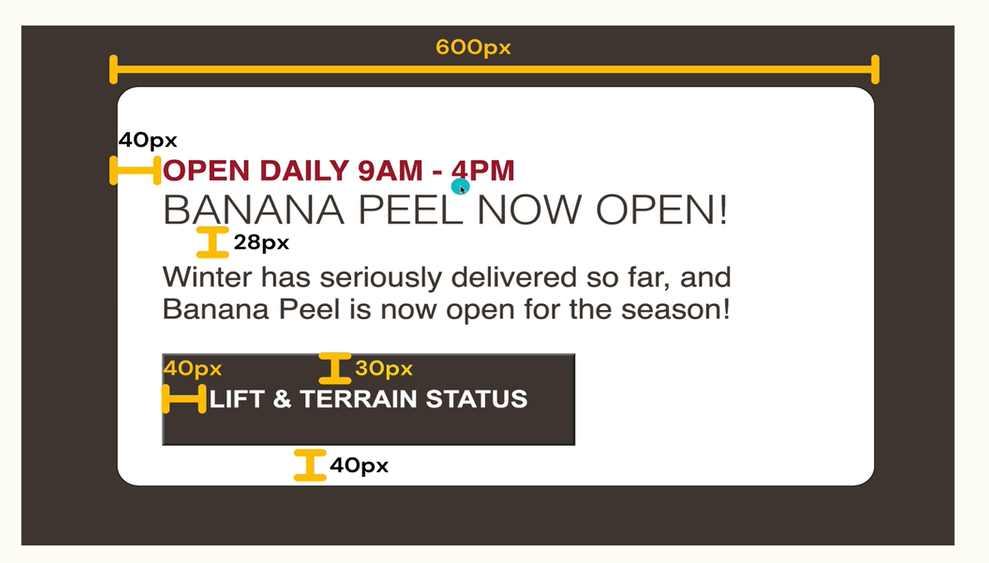 600px
40px
OPEN DAILY 9AM - 4PM
BANANA PEEL NOW OPEN!
28px
Winter has seriously delivered so far, and
Banana Peel is now open for the season!
40px 30px
LIFT & TERRAIN STATUS
40px